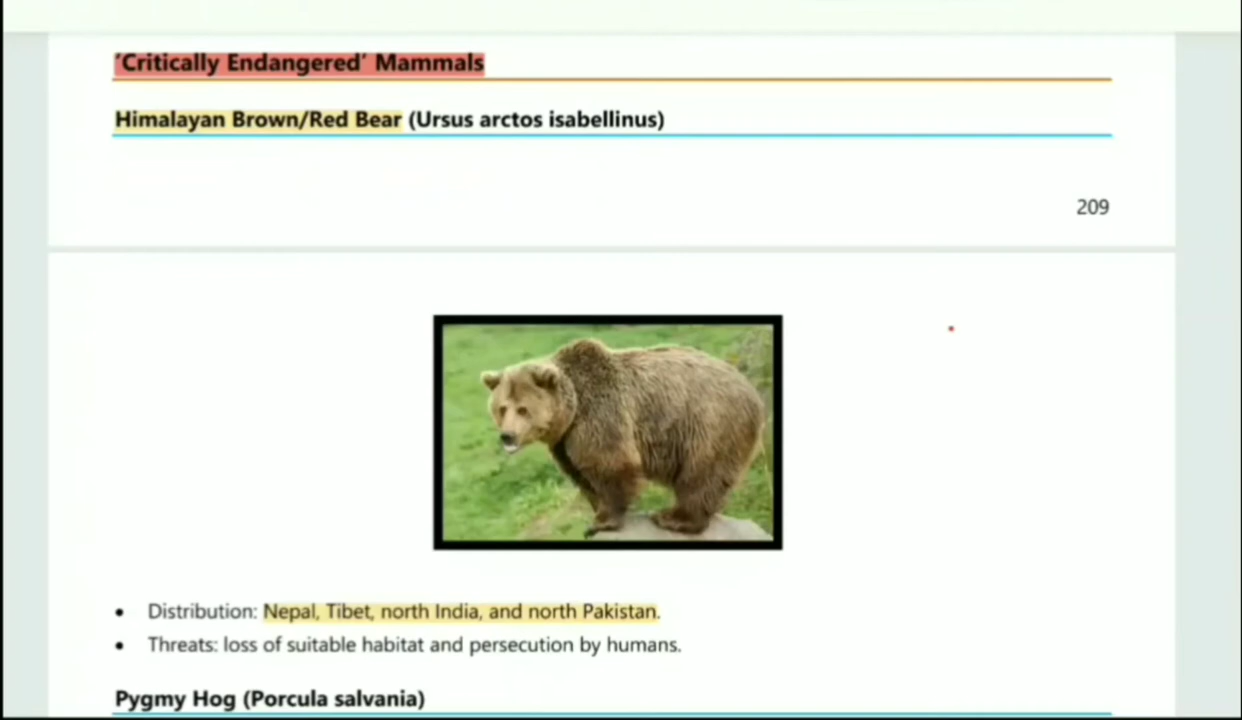 ‘Critically Endangered’ Mammals
Himalayan Brown/Red Bear (Ursus arctos isabellinus)
209
• Distribution: Nepal, Tibet, north India, and north Pakistan.
• Threats: loss of suitable habitat and persecution by humans.
Pygmy Hog (Porcula salvania)